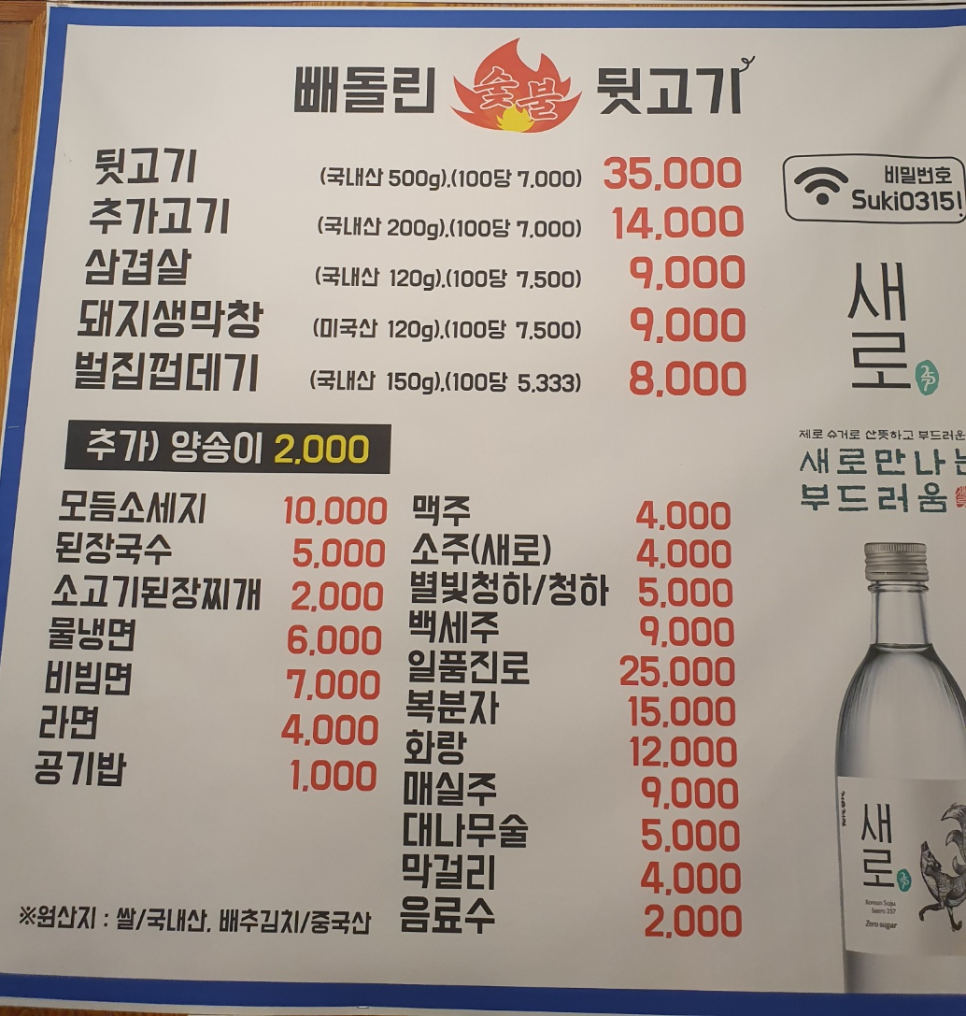 빼돌린 숯불 뒷고기
뒷고기 (국내산 500g).(100당 7,000) 35,000
추가고기 (국내산 200g).(100당 7,000) 14,000
삼겹살 (국내산 120g).(100당 7,500) 9,000
돼지생막창 (미국산 120g).(100당 7,500) 9,000
벌집껍데기 (국내산 150g).(100당 5,333) 8,000
추가) 양송이 2,000
모듬소세지 10,000
된장국수 5,000
소고기된장찌개 2,000
물냉면 6,000
비빔면 7,000
라면 4,000
공기밥 1,000
※원산지 : 쌀/국내산, 배추김치/중국산
맥주 4,000
소주(새로) 4,000
별빛청하/청하 5,000
백세주 9,000
일품진로 25,000
복분자 15,000
화랑 12,000
매실주 9,000
대나무술 5,000
막걸리 4,000
음료수 2,000
비밀번호
Suki0315!
새
로
제로 슈거로 산뜻하고 부드러운
새로만나는
부드러움
새
로
Korean Soju
Saero 357
Zero sugar